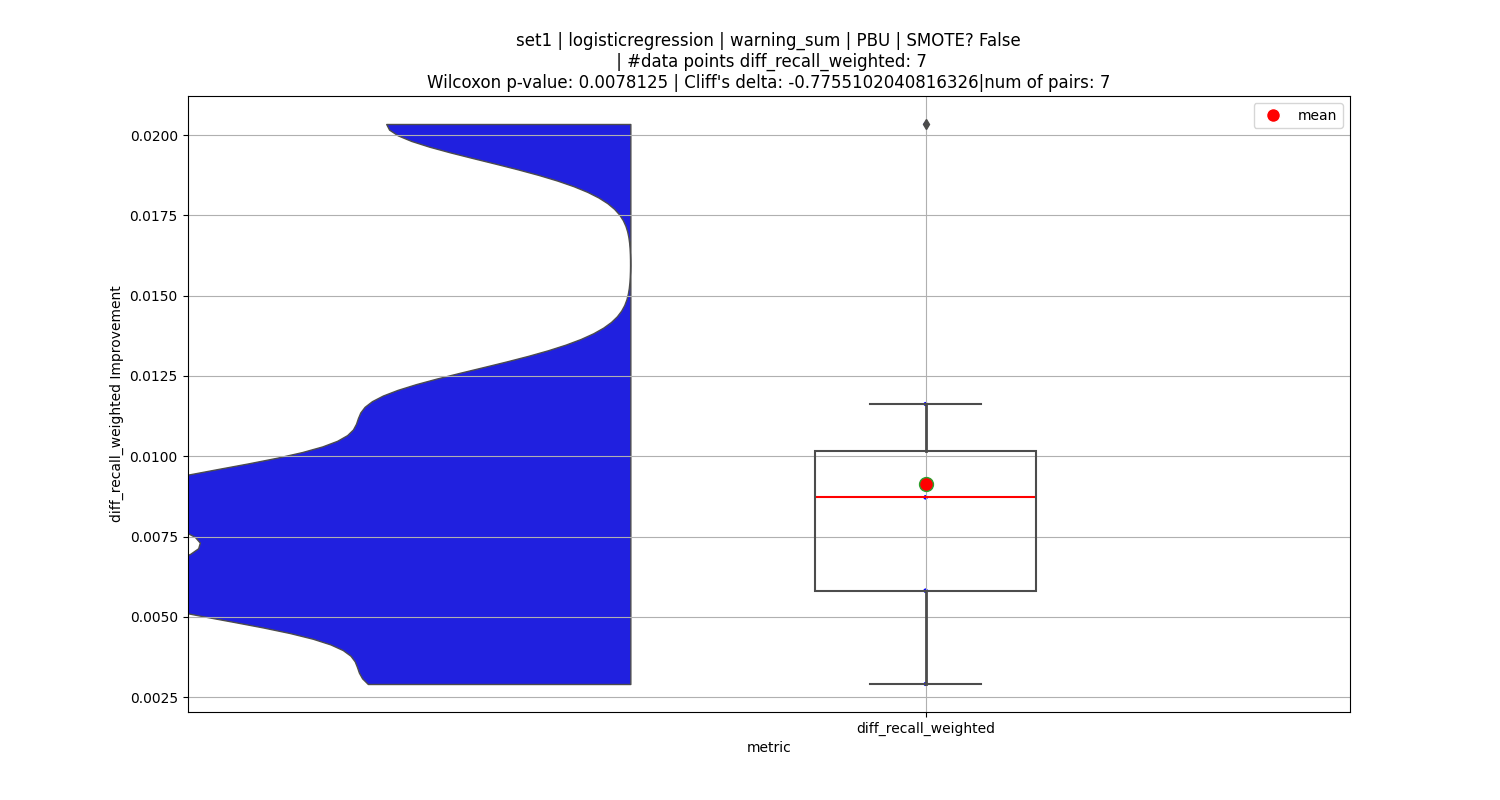 set1 | logisticregression | warning_sum | PBU | SMOTE? False
| #data points diff_recall_weighted: 7
Wilcoxon p-value: 0.0078125 | Cliff's delta: -0.7755102040816326|num of pairs: 7
mean
0.0200
0.0175
0.0150
0.0125
0.0100
0.0075
0.0050
0.0025
diff_recall_weighted Improvement
diff_recall_weighted
metric